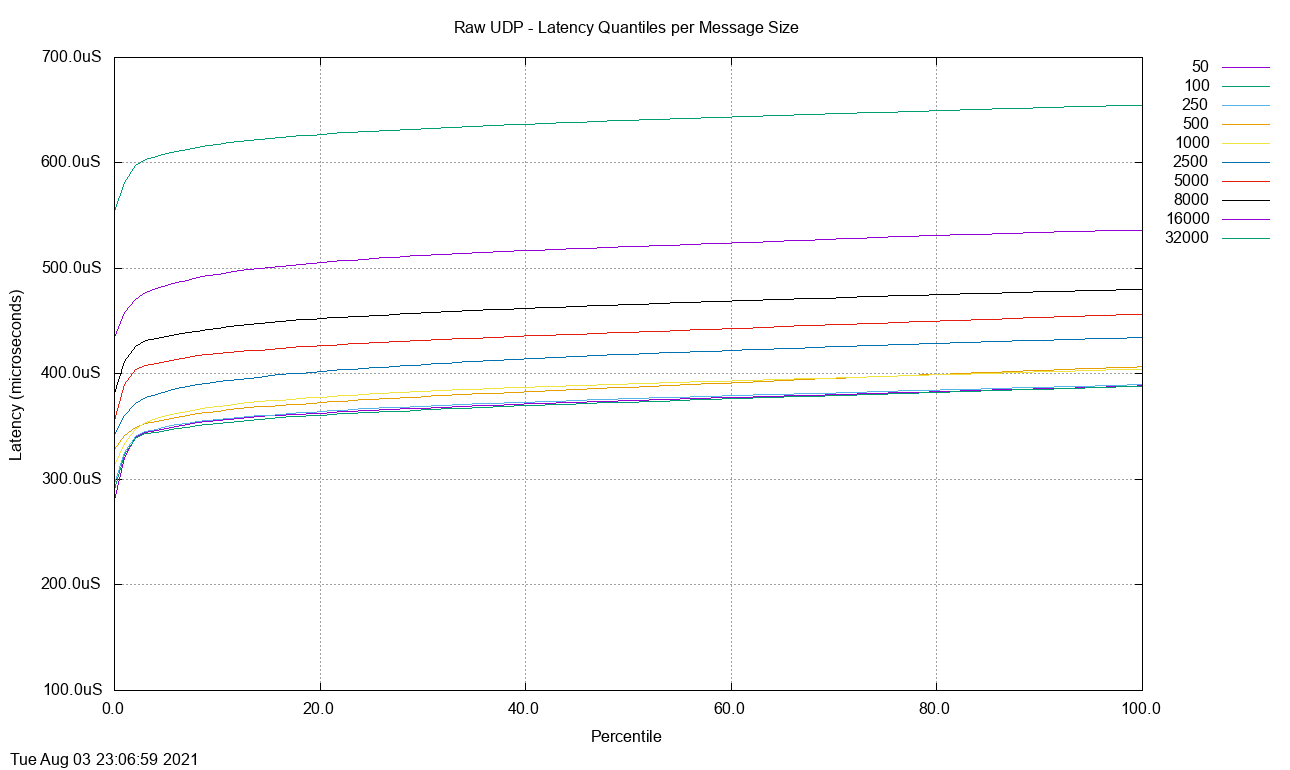 Raw UDP - Latency Quantiles per Message Size
700.0uS
600.0uS
500.0uS
400.0uS
300.0uS
200.0uS
100.0uS
Latency (microseconds)
0.0
20.0
40.0
60.0
80.0
100.0
Percentile
50
100
250
500
1000
2500
5000
8000
16000
32000
Tue Aug 03 23:06:59 2021